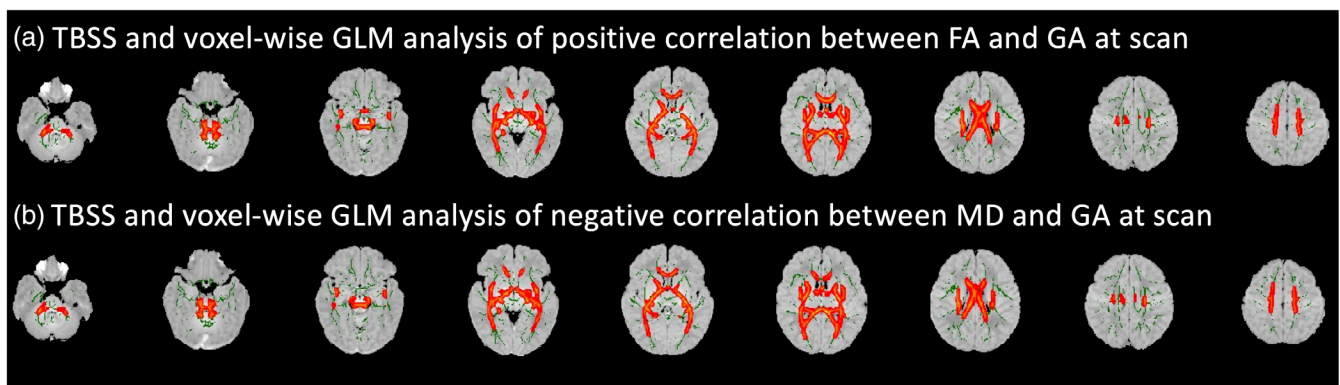 (a) TBSS and voxel-wise GLM analysis of positive correlation between FA and GA at scan
(b) TBSS and voxel-wise GLM analysis of negative correlation between MD and GA at scan